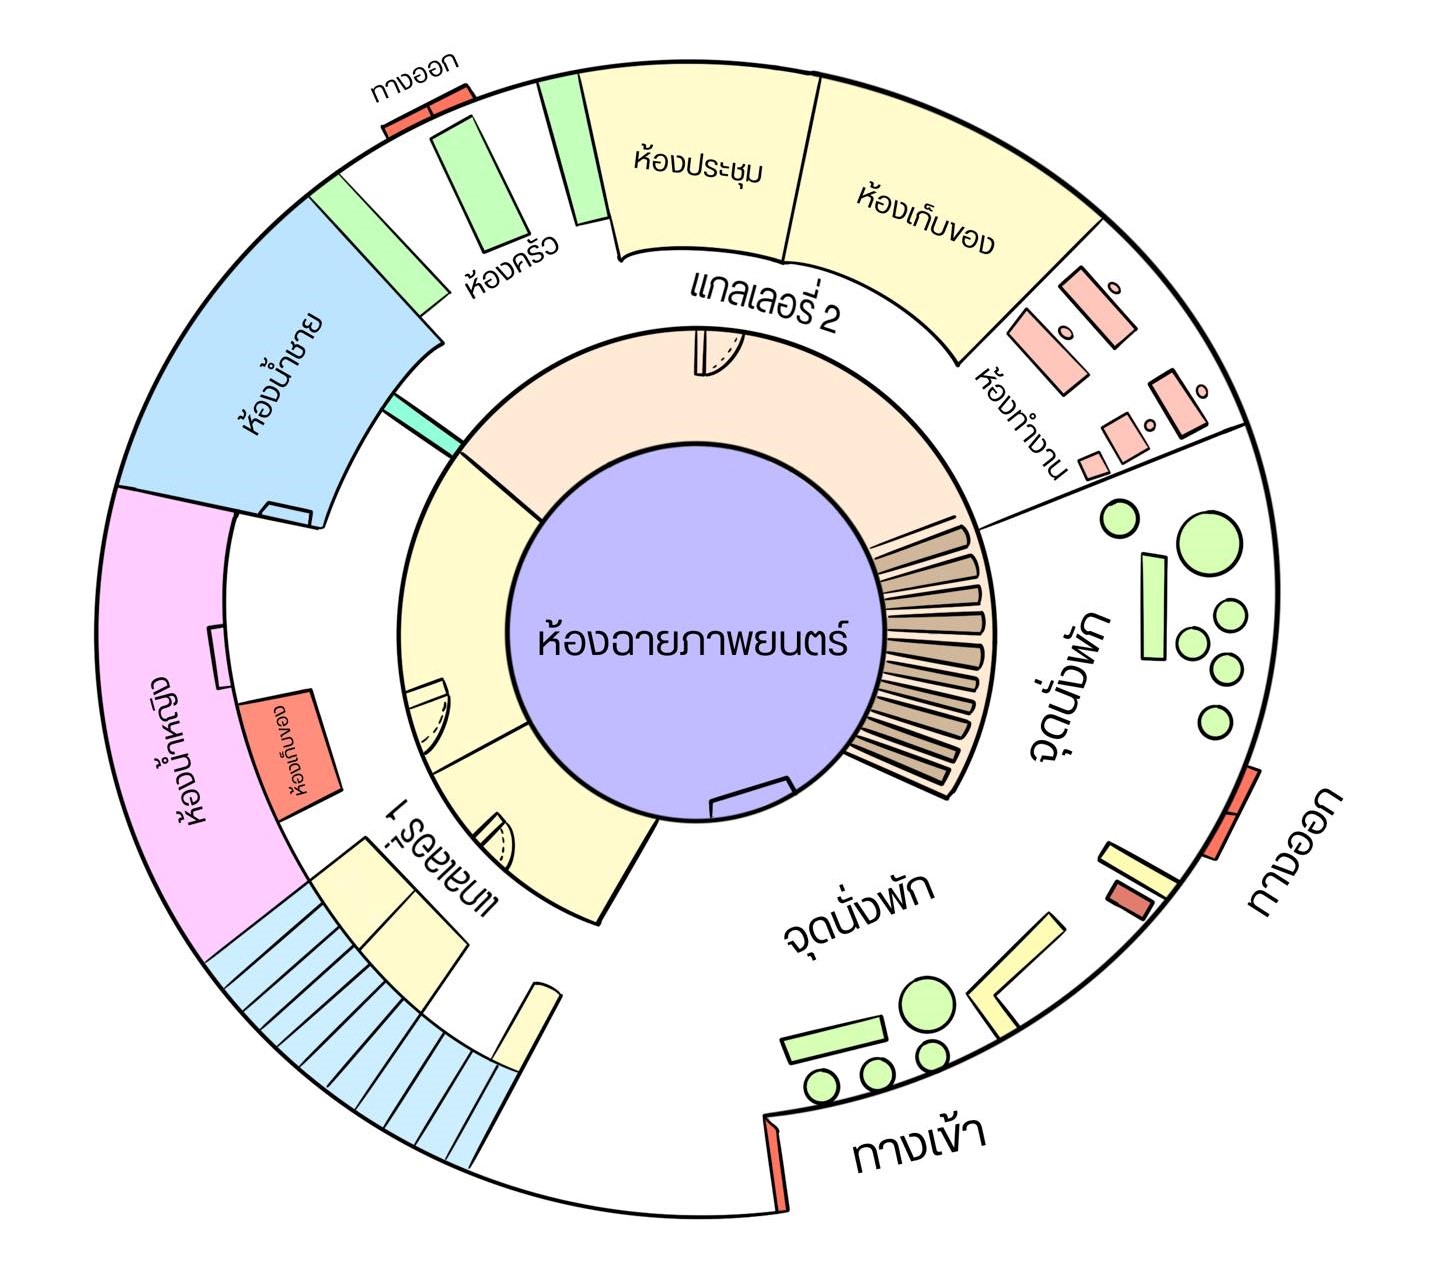 ทางออก
ห้องประชุม
ห้องเก็บของ
ห้องครัว
แกลเลอรี่ 2
ห้องน้ำชาย
ห้องทำงาน
ห้องฉายภาพยนตร์
จุดนั่งพัก
ห้องน้ำหญิง
ห้องเก็บของ
แกลเลอรี่ 1
ทางออก
จุดนั่งพัก
ทางเข้า